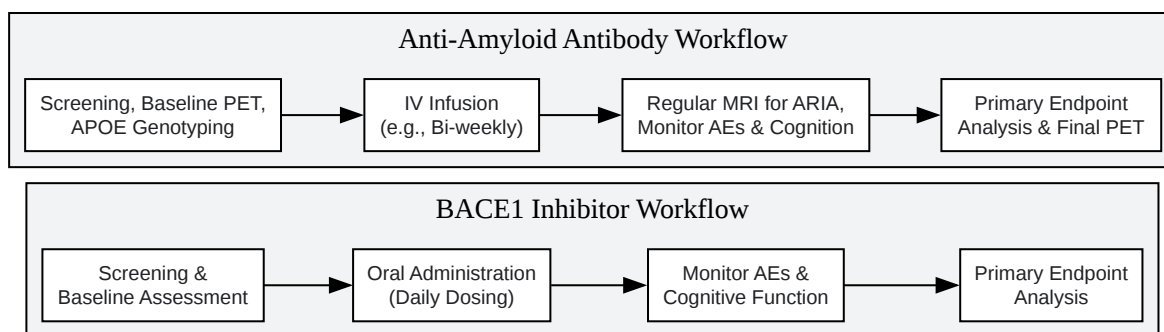 Anti-Amyloid Antibody Workflow
Screening, Baseline PET,
APOE Genotyping
IV Infusion
(e.g., Bi-weekly)
Regular MRI for ARIA,
Monitor AEs & Cognition
Primary Endpoint
Analysis & Final PET
BACE1 Inhibitor Workflow
Screening &
Baseline Assessment
Oral Administration
(Daily Dosing)
Monitor AEs &
Cognitive Function
Primary Endpoint
Analysis